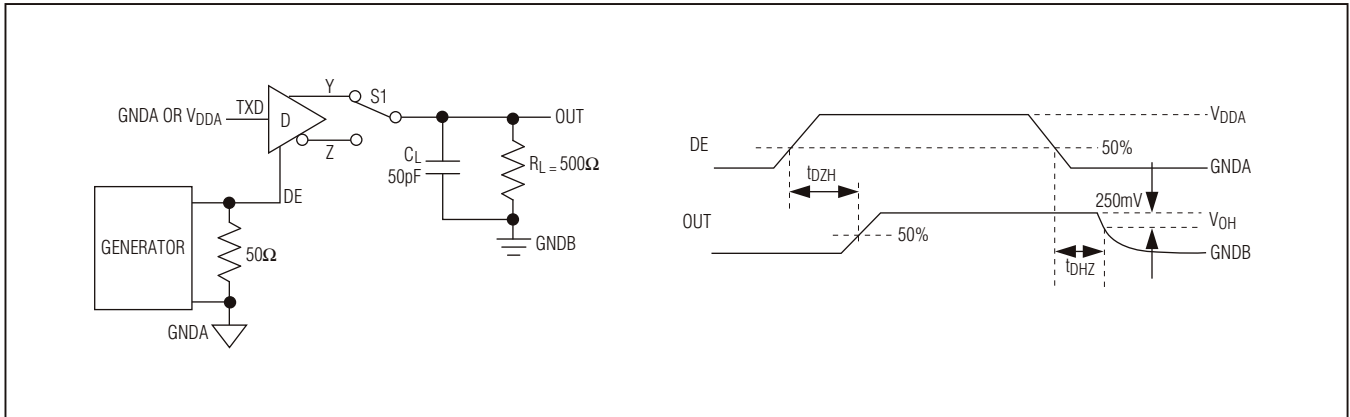 Y
S1
GNDA OR VDDA
TXD
D
OUT
Z
CL
50pF
RL = 500Ω
DE
GENERATOR
50Ω
GNDB
GNDA
VDDA
DE
50%
GNDA
tDZH
250mV
OUT
VOH
50%
GNDB
tDHZ